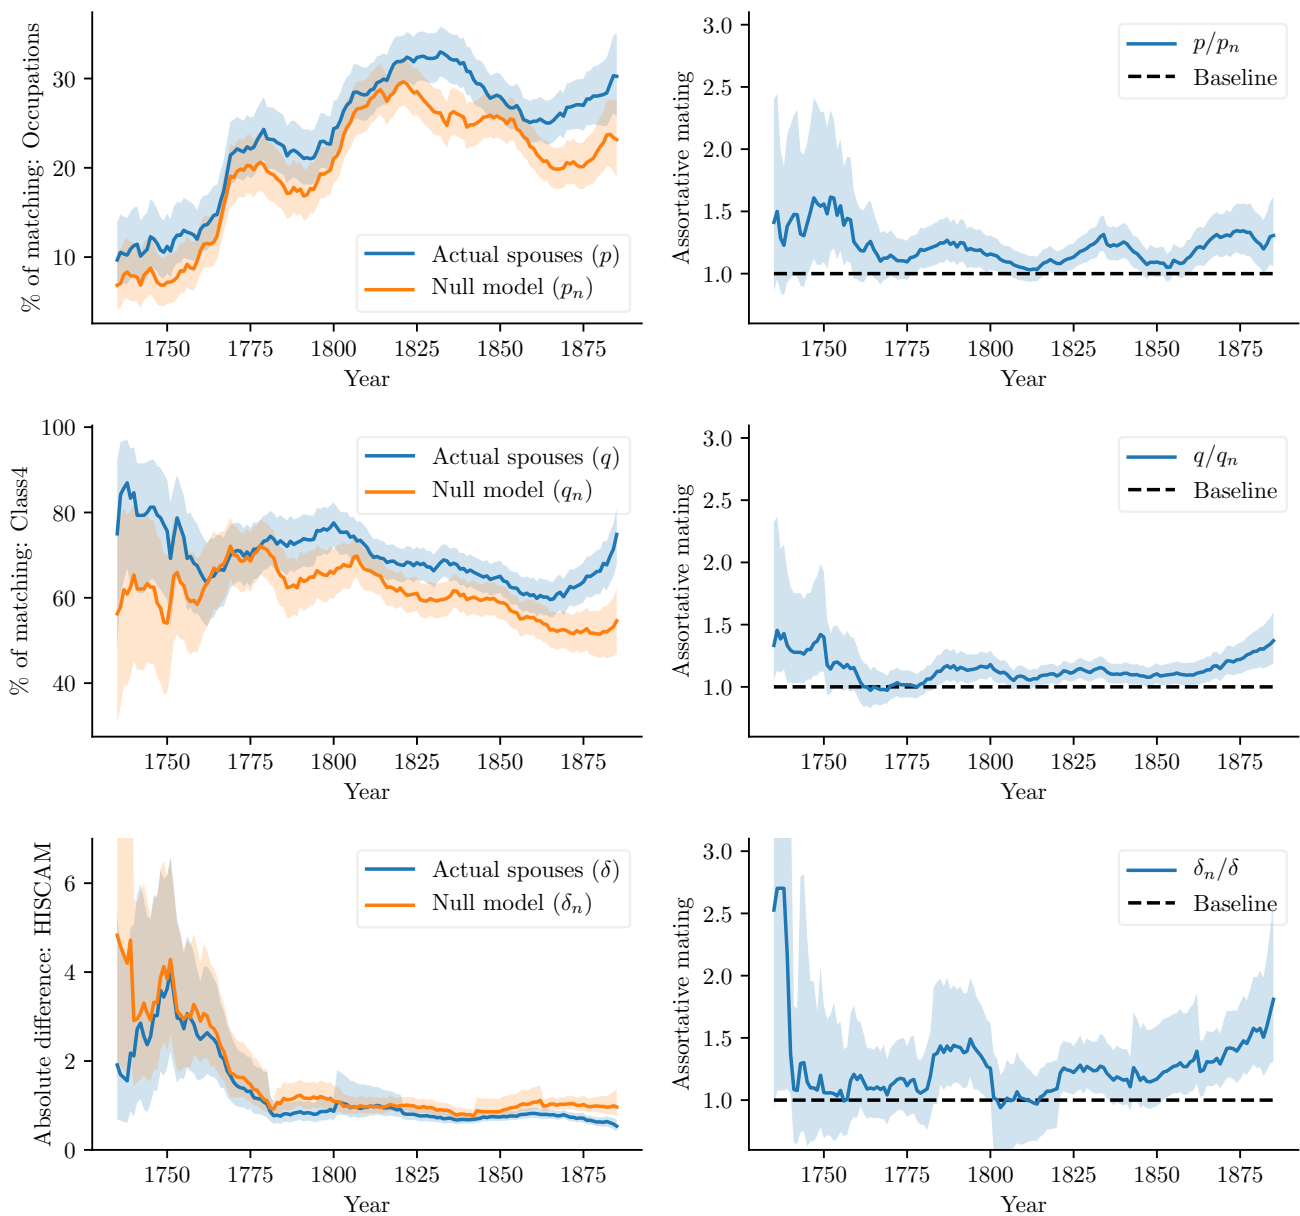 % of matching: Occupations
30
20
10
Actual spouses (p)
Null model (pₙ)
1750 1775 1800 1825 1850 1875
Year
Assortative mating
3.0
2.5
2.0
1.5
1.0
p/pₙ
Baseline
1750 1775 1800 1825 1850 1875
Year
% of matching: Class4
100
80
60
40
Actual spouses (q)
Null model (qₙ)
1750 1775 1800 1825 1850 1875
Year
Assortative mating
3.0
2.5
2.0
1.5
1.0
q/qₙ
Baseline
1750 1775 1800 1825 1850 1875
Year
Absolute difference: HISCAM
6
4
2
0
Actual spouses (δ)
Null model (δₙ)
1750 1775 1800 1825 1850 1875
Year
Assortative mating
3.0
2.5
2.0
1.5
1.0
δₙ/δ
Baseline
1750 1775 1800 1825 1850 1875
Year